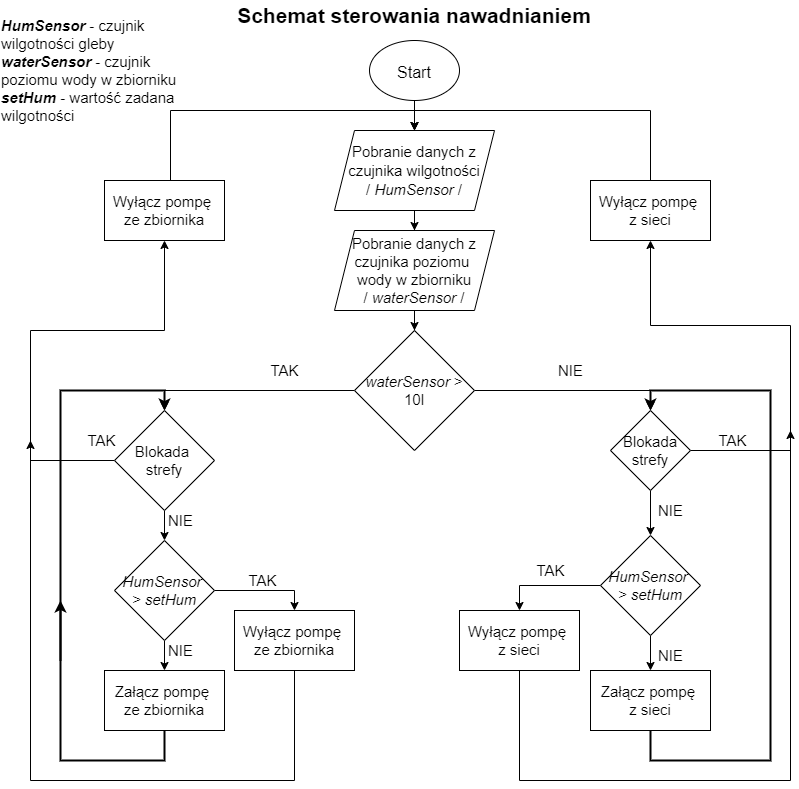 Schemat sterowania nawadnianiem
HumSensor - czujnik
wilgotności gleby
waterSensor - czujnik
poziomu wody w zbiorniku
setHum - wartość zadana
wilgotności
Start
Pobranie danych z
czujnika wilgotności
/ HumSensor /
Wyłącz pompę
ze zbiornika
Wyłącz pompę
z sieci
Pobranie danych z
czujnika poziomu
wody w zbiorniku
/ waterSensor /
TAK
waterSensor >
10l
NIE
TAK
Blokada
strefy
NIE
Blokada
strefy
TAK
NIE
HumSensor
> setHum
TAK
Wyłącz pompę
ze zbiornika
NIE
Załącz pompę
ze zbiornika
TAK
HumSensor
> setHum
Wyłącz pompę
z sieci
NIE
Załącz pompę
z sieci